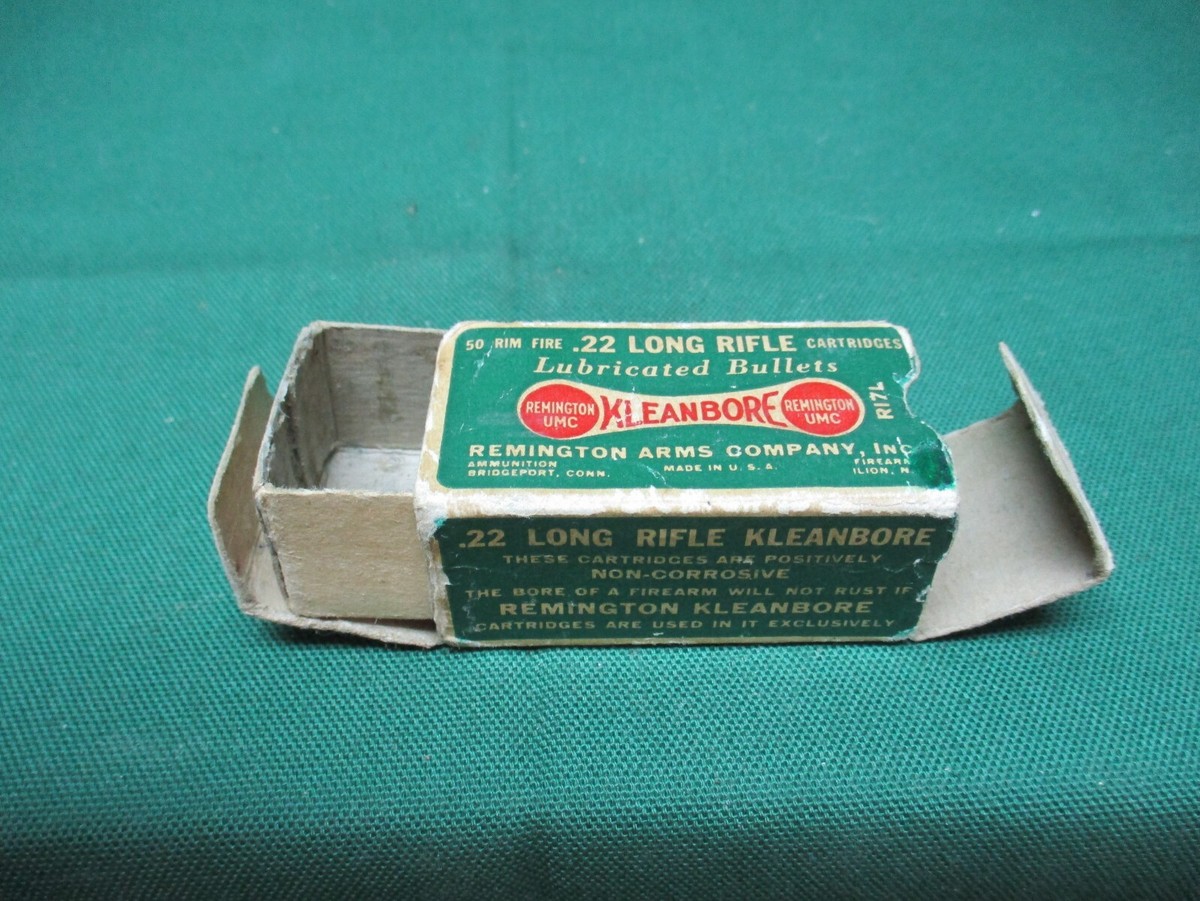 50 RIM FIRE .22 LONG RIFLE CARTRIDGES
Lubricated Bullets
REMINGTON UMC KLEANBORE REMINGTON UMC
R17L
REMINGTON ARMS COMPANY, INC
AMMUNITION MADE IN U.S.A. FIREARM
BRIDGEPORT, CONN. ILION, N.
.22 LONG RIFLE KLEANBORE
THESE CARTRIDGES ARE POSITIVELY
NON-CORROSIVE
THE BORE OF A FIREARM WILL NOT RUST IF
REMINGTON KLEANBORE
CARTRIDGES ARE USED IN IT EXCLUSIVELY